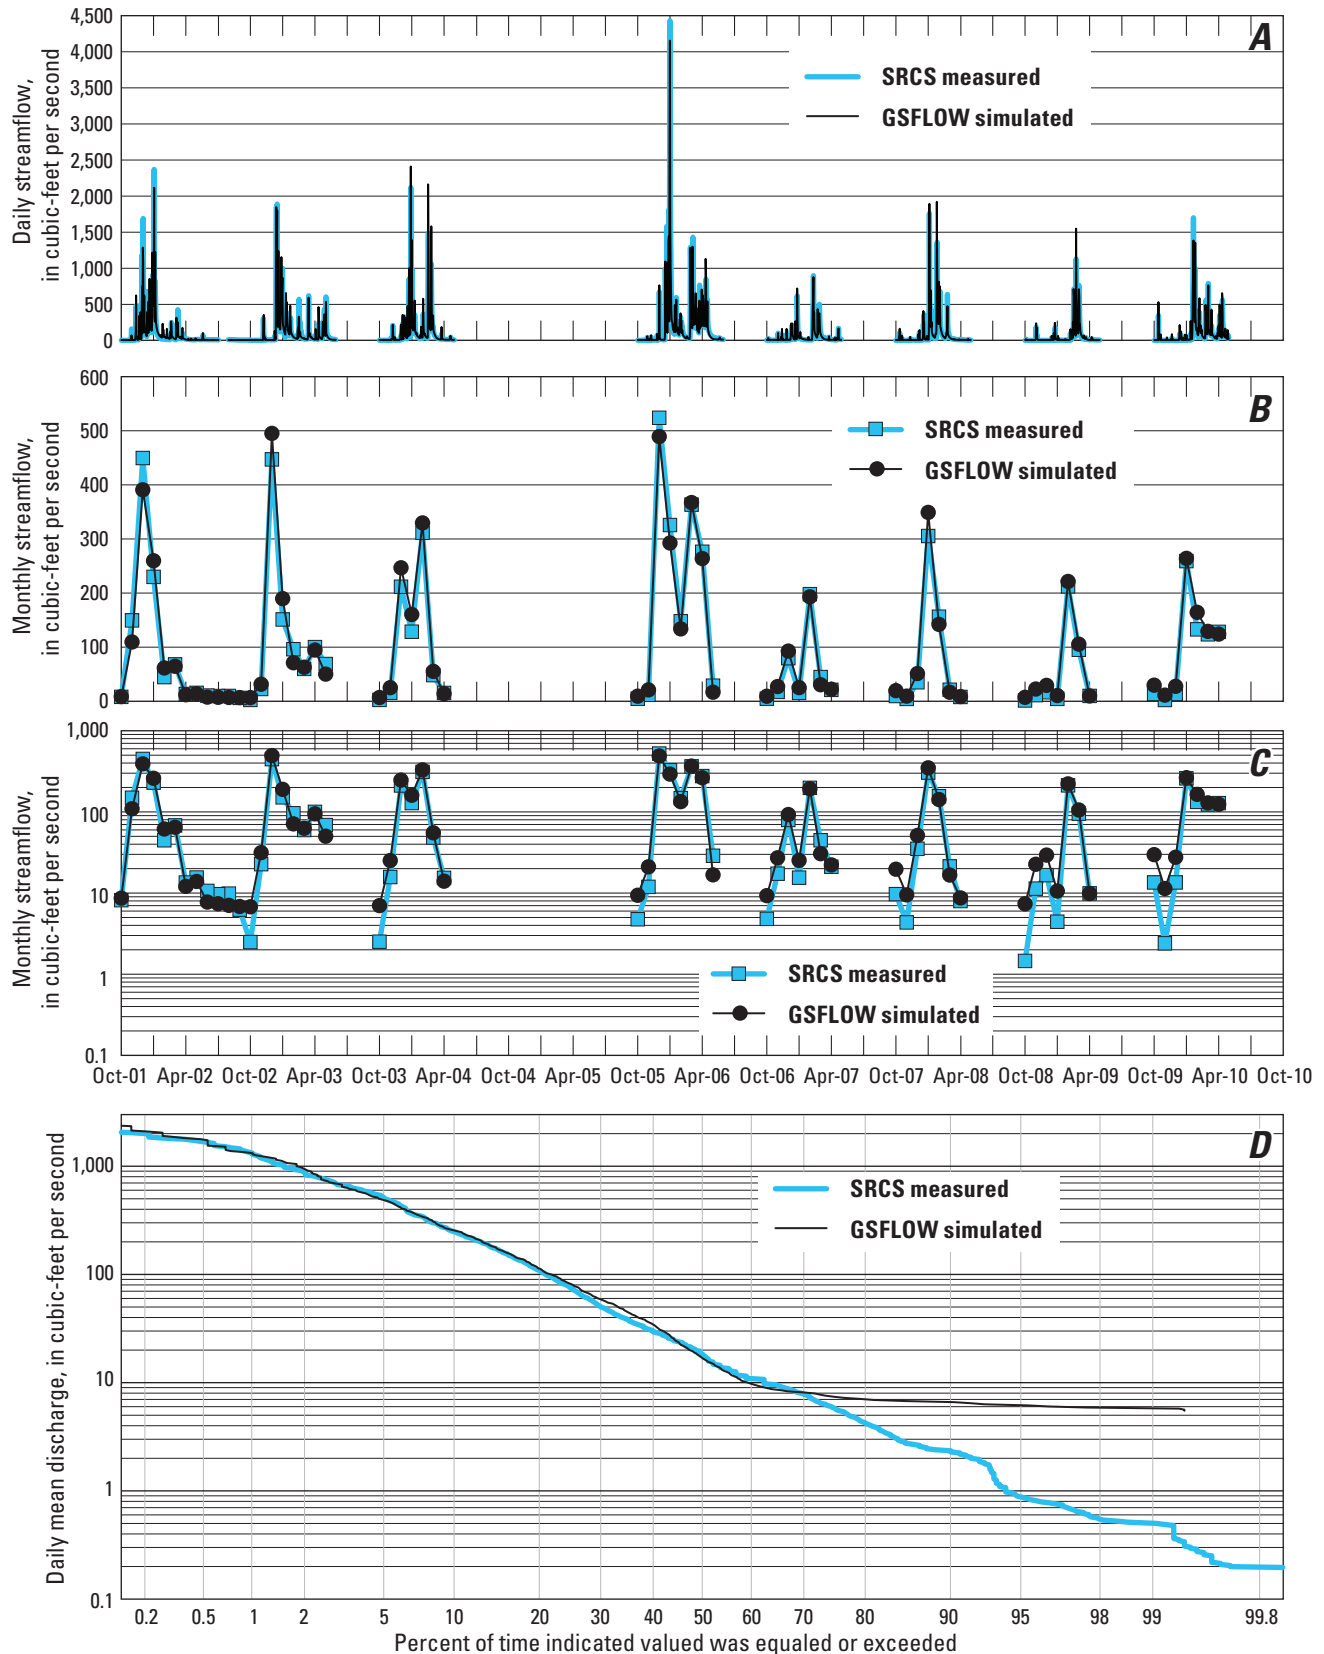 A
Daily streamflow,
in cubic-feet per second
4,500
4,000
3,500
3,000
2,500
2,000
1,500
1,000
500
0
SRCS measured
GSFLOW simulated
B
Monthly streamflow,
in cubic-feet per second
600
500
400
300
200
100
0
SRCS measured
GSFLOW simulated
C
Monthly streamflow,
in cubic-feet per second
1,000
100
10
1
0.1
SRCS measured
GSFLOW simulated
Oct-01 Apr-02 Oct-02 Apr-03 Oct-03 Apr-04 Oct-04 Apr-05 Oct-05 Apr-06 Oct-06 Apr-07 Oct-07 Apr-08 Oct-08 Apr-09 Oct-09 Apr-10 Oct-10
D
Daily mean discharge, in cubic-feet per second
1,000
100
10
1
0.1
SRCS measured
GSFLOW simulated
0.2 0.5 1 2 5 10 20 30 40 50 60 70 80 90 95 98 99 99.8
Percent of time indicated valued was equaled or exceeded